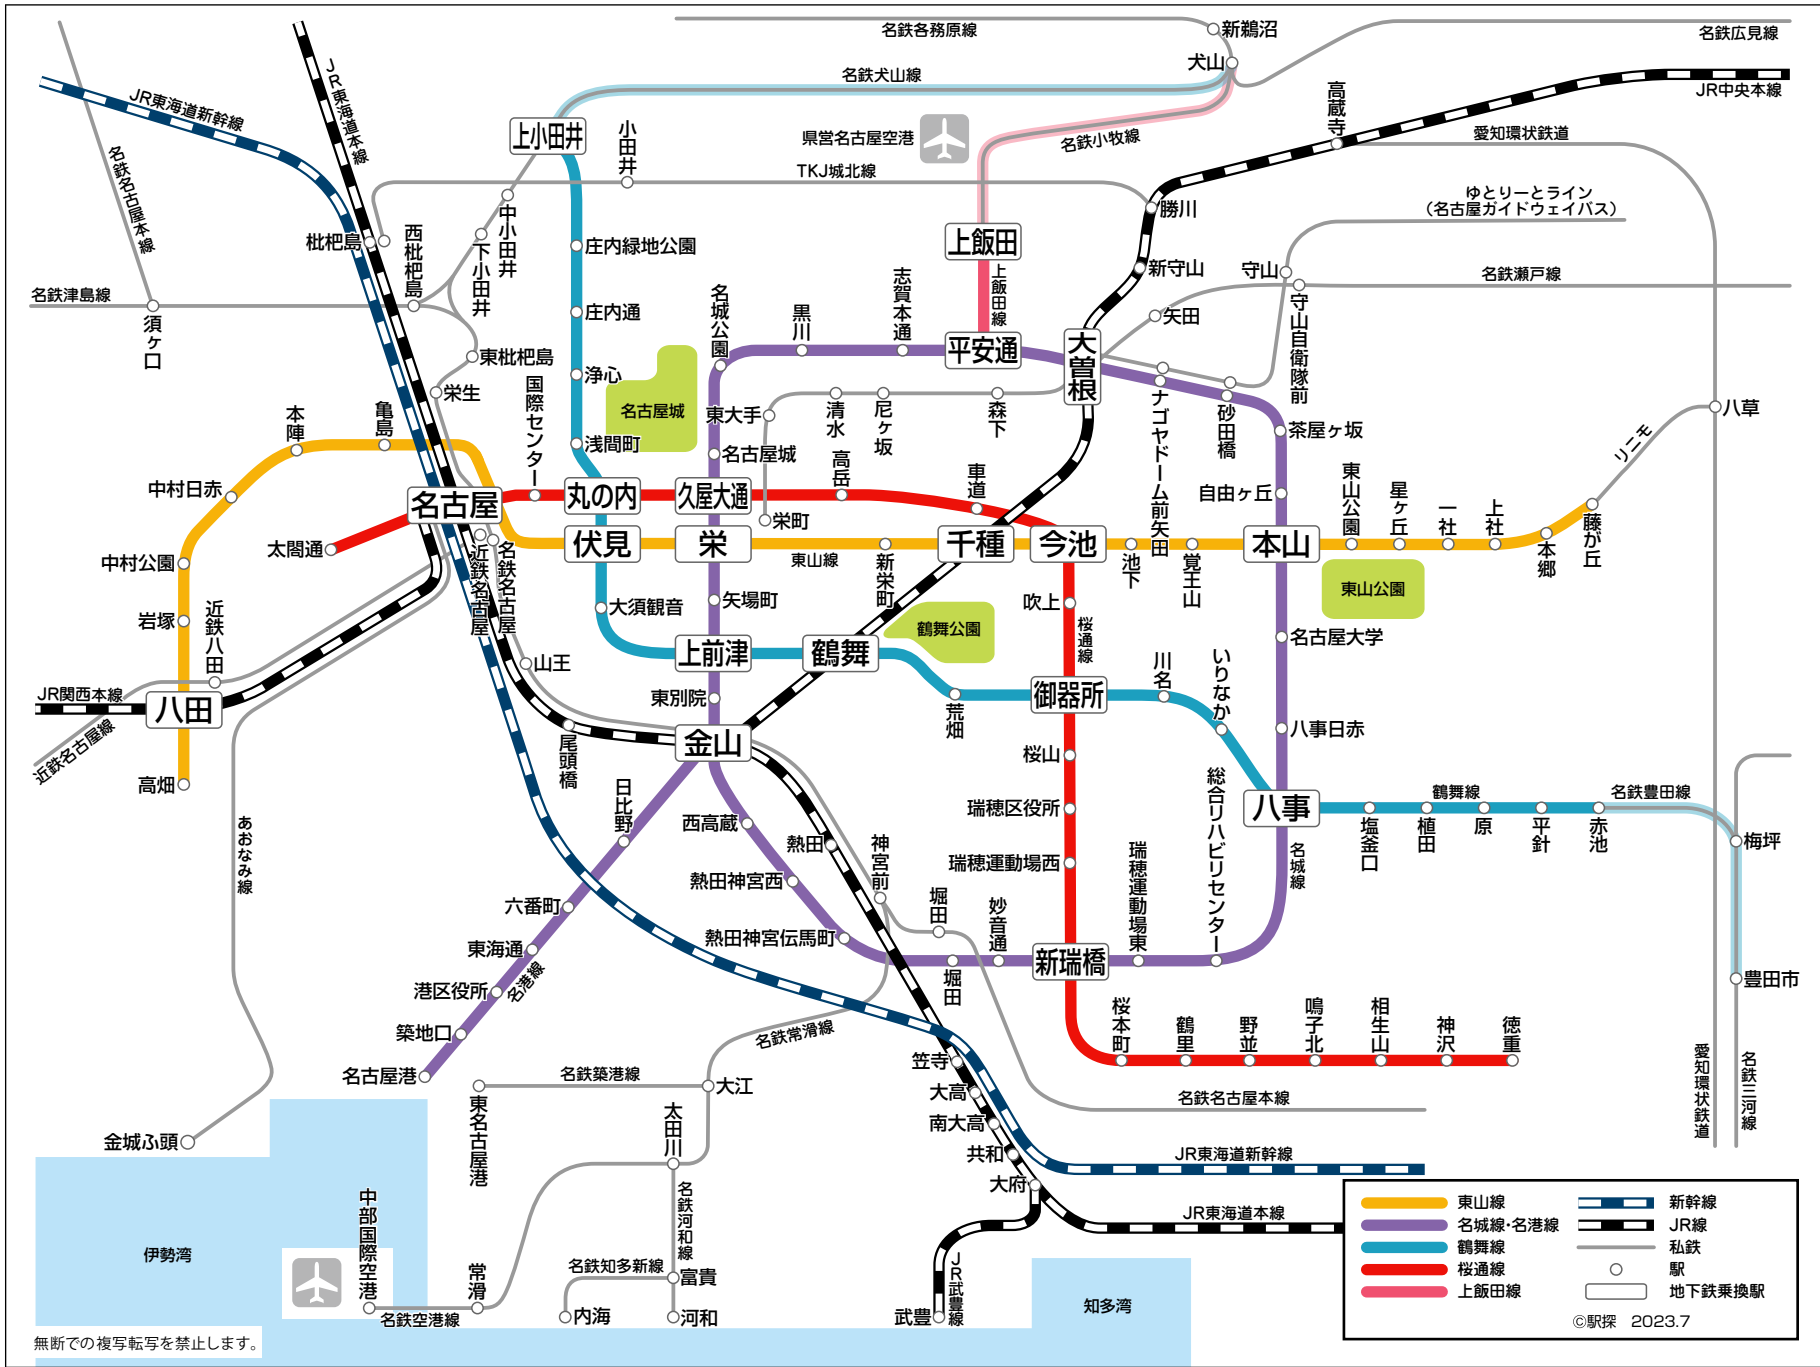 名鉄各務原線
新鵜沼
名鉄広見線
犬山
名鉄犬山線
JR東海道本線
JR東海道新幹線
名鉄名古屋本線
JR中央本線
高蔵寺
愛知環状鉄道
上小田井
小田井
県営名古屋空港
名鉄小牧線
TKJ城北線
ゆとりーとライン
（名古屋ガイドウェイバス）
勝川
中小田井
下小田井
枇杷島
西枇杷島
庄内緑地公園
上飯田
上飯田線
新守山
守山
名鉄瀬戸線
守山自衛隊前
矢田
名鉄津島線
須ヶ口
庄内通
名城公園
黒川
志賀本通
平安通
大曽根
東枇杷島
栄生
浄心
名古屋城
東大手
清水
尼ヶ坂
森下
ナゴヤドーム前矢田
砂田橋
茶屋ヶ坂
八草
リニモ
本陣
亀島
国際センター
浅間町
名古屋城
高岳
車道
自由ヶ丘
東山公園
星ヶ丘
一社
上社
本郷
藤が丘
中村日赤
名古屋
丸の内
久屋大通
栄町
太閤通
中村公園
近鉄名古屋
名鉄名古屋
伏見
栄
東山線
新栄町
千種
今池
池下
覚王山
本山
東山公園
岩塚
近鉄八田
大須観音
矢場町
吹上
桜通線
鶴舞公園
名古屋大学
山王
上前津
鶴舞
川名
いりなか
JR関西本線
八田
近鉄名古屋線
東別院
荒畑
御器所
八事日赤
尾頭橋
金山
桜山
高畑
日比野
西高蔵
熱田
神宮前
瑞穂区役所
総合リハビリセンター
八事
鶴舞線
名鉄豊田線
塩釜口
植田
原
平針
赤池
梅坪
あおなみ線
瑞穂運動場西
瑞穂運動場東
名城線
熱田神宮西
六番町
堀田
妙音通
熱田神宮伝馬町
東海通
名港線
堀田
新瑞橋
豊田市
港区役所
築地口
名古屋港
名鉄常滑線
桜本町
鶴里
野並
鳴子北
相生山
神沢
徳重
笠寺
大高
南大高
共和
大府
名鉄築港線
大江
東名古屋港
太田川
名鉄名古屋本線
愛知環状鉄道
名鉄三河線
金城ふ頭
JR東海道新幹線
中部国際空港
常滑
名鉄空港線
名鉄河和線
名鉄知多新線
富貴
内海
河和
JR東海道本線
JR武豊線
武豊
伊勢湾
知多湾
東山線
名城線・名港線
鶴舞線
桜通線
上飯田線
新幹線
JR線
私鉄
駅
地下鉄乗換駅
©駅探　2023.7
無断での複写転写を禁止します。